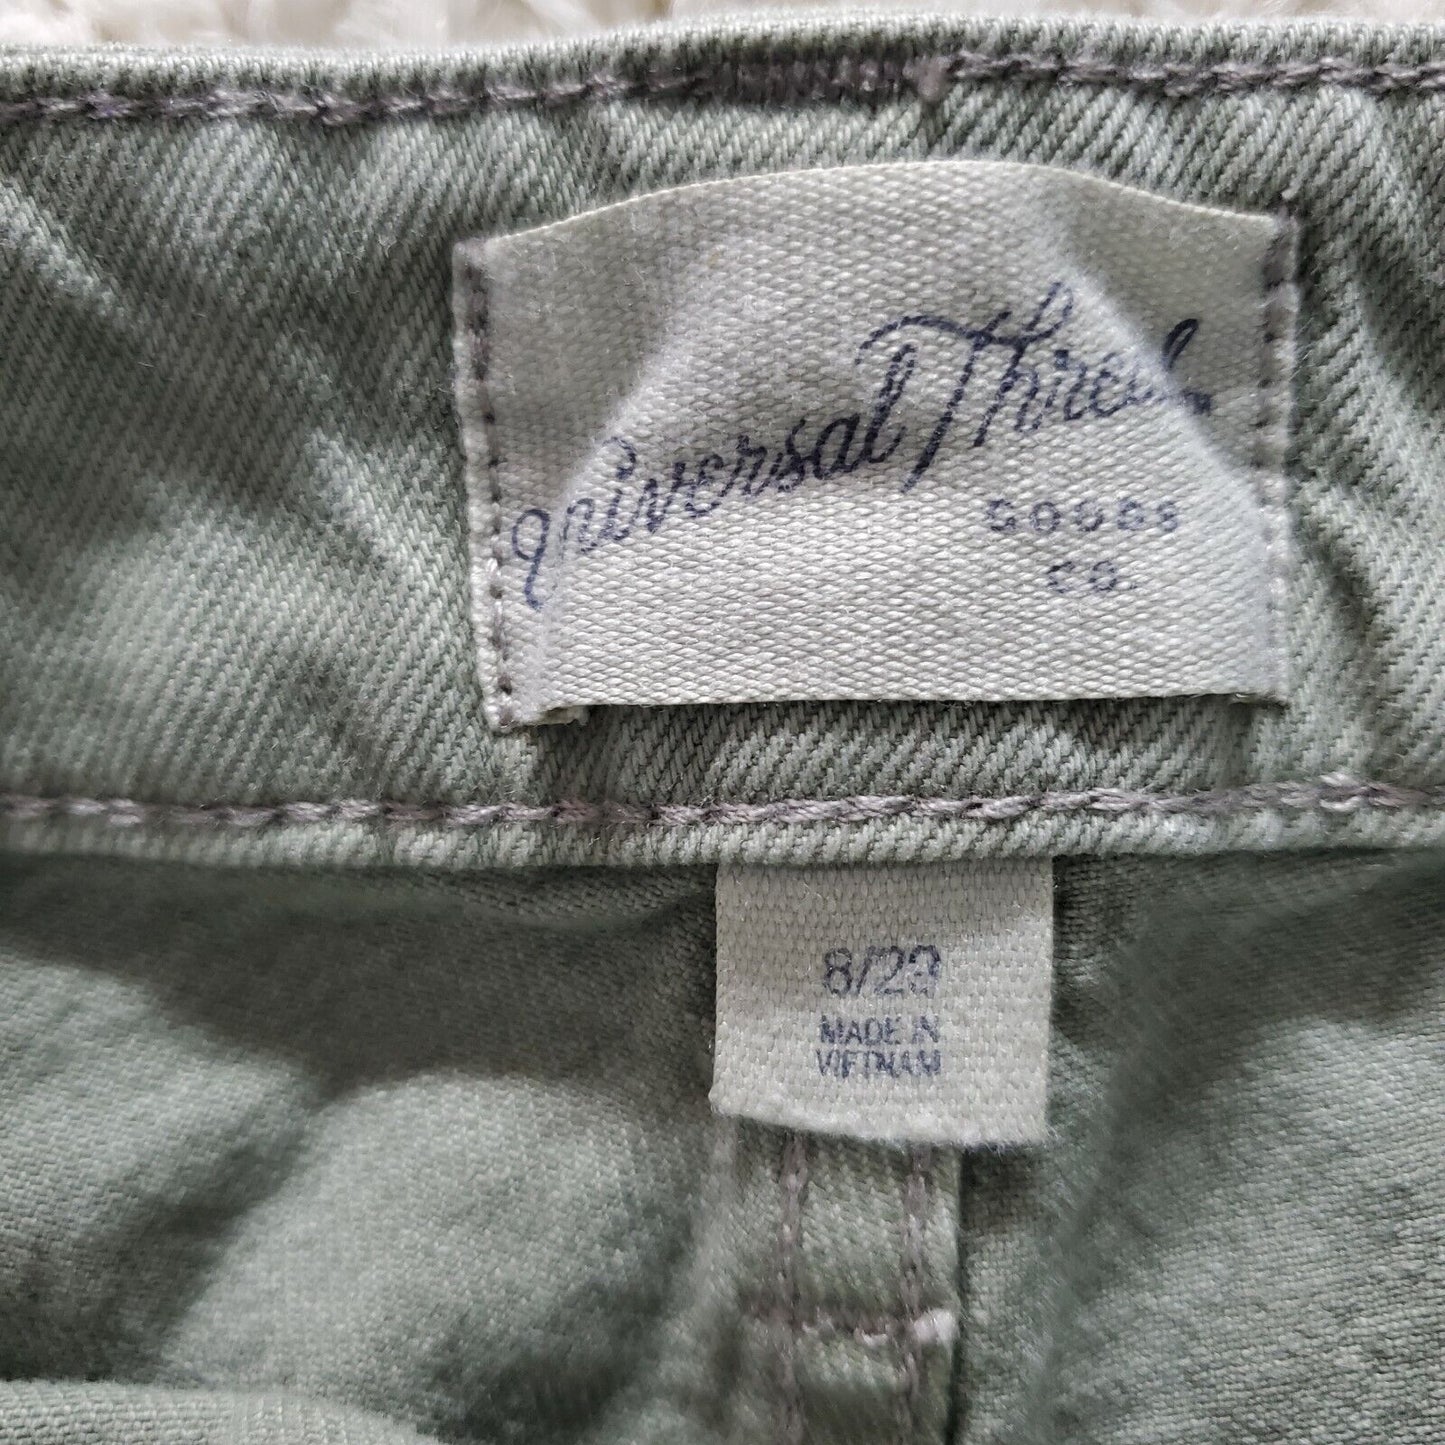 Universal Thread
GOODS
CO.
8/29
MADE IN
VIETNAM